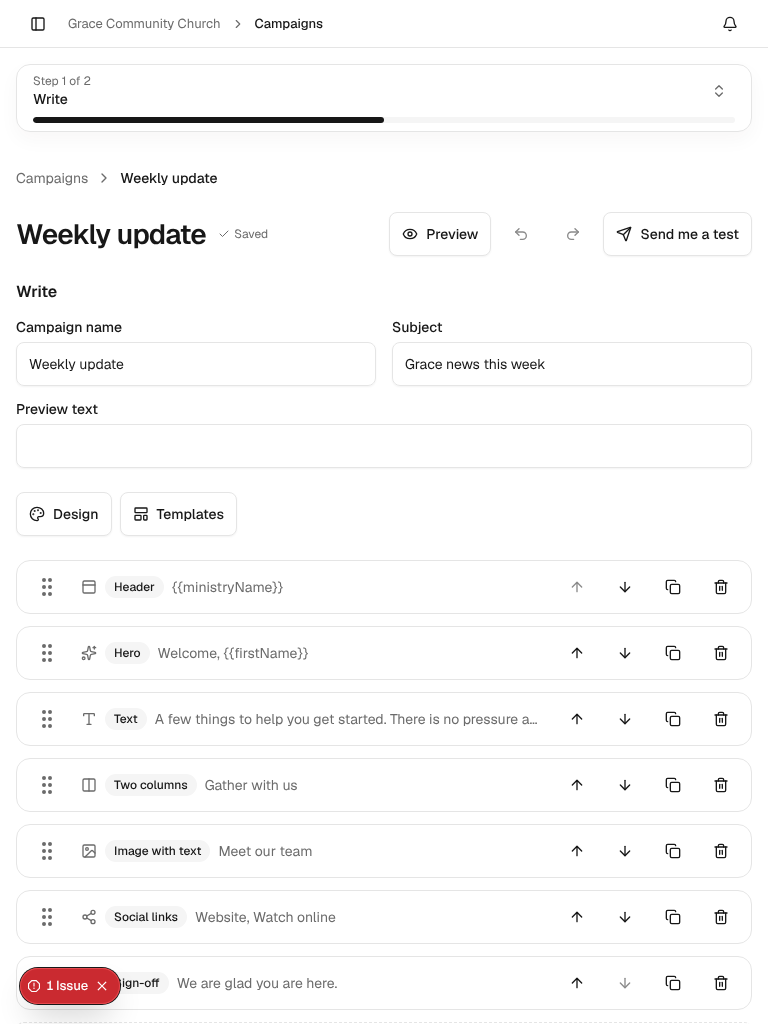 Grace Community Church > Campaigns
Step 1 of 2
Write
Campaigns > Weekly update
Weekly update Saved Preview Send me a test
Write
Campaign name Subject
Weekly update Grace news this week
Preview text
Design Templates
Header {{ministryName}}
Hero Welcome, {{firstName}}
Text A few things to help you get started. There is no pressure a…
Two columns Gather with us
Image with text Meet our team
Social links Website, Watch online
Sign-off We are glad you are here.
1 Issue